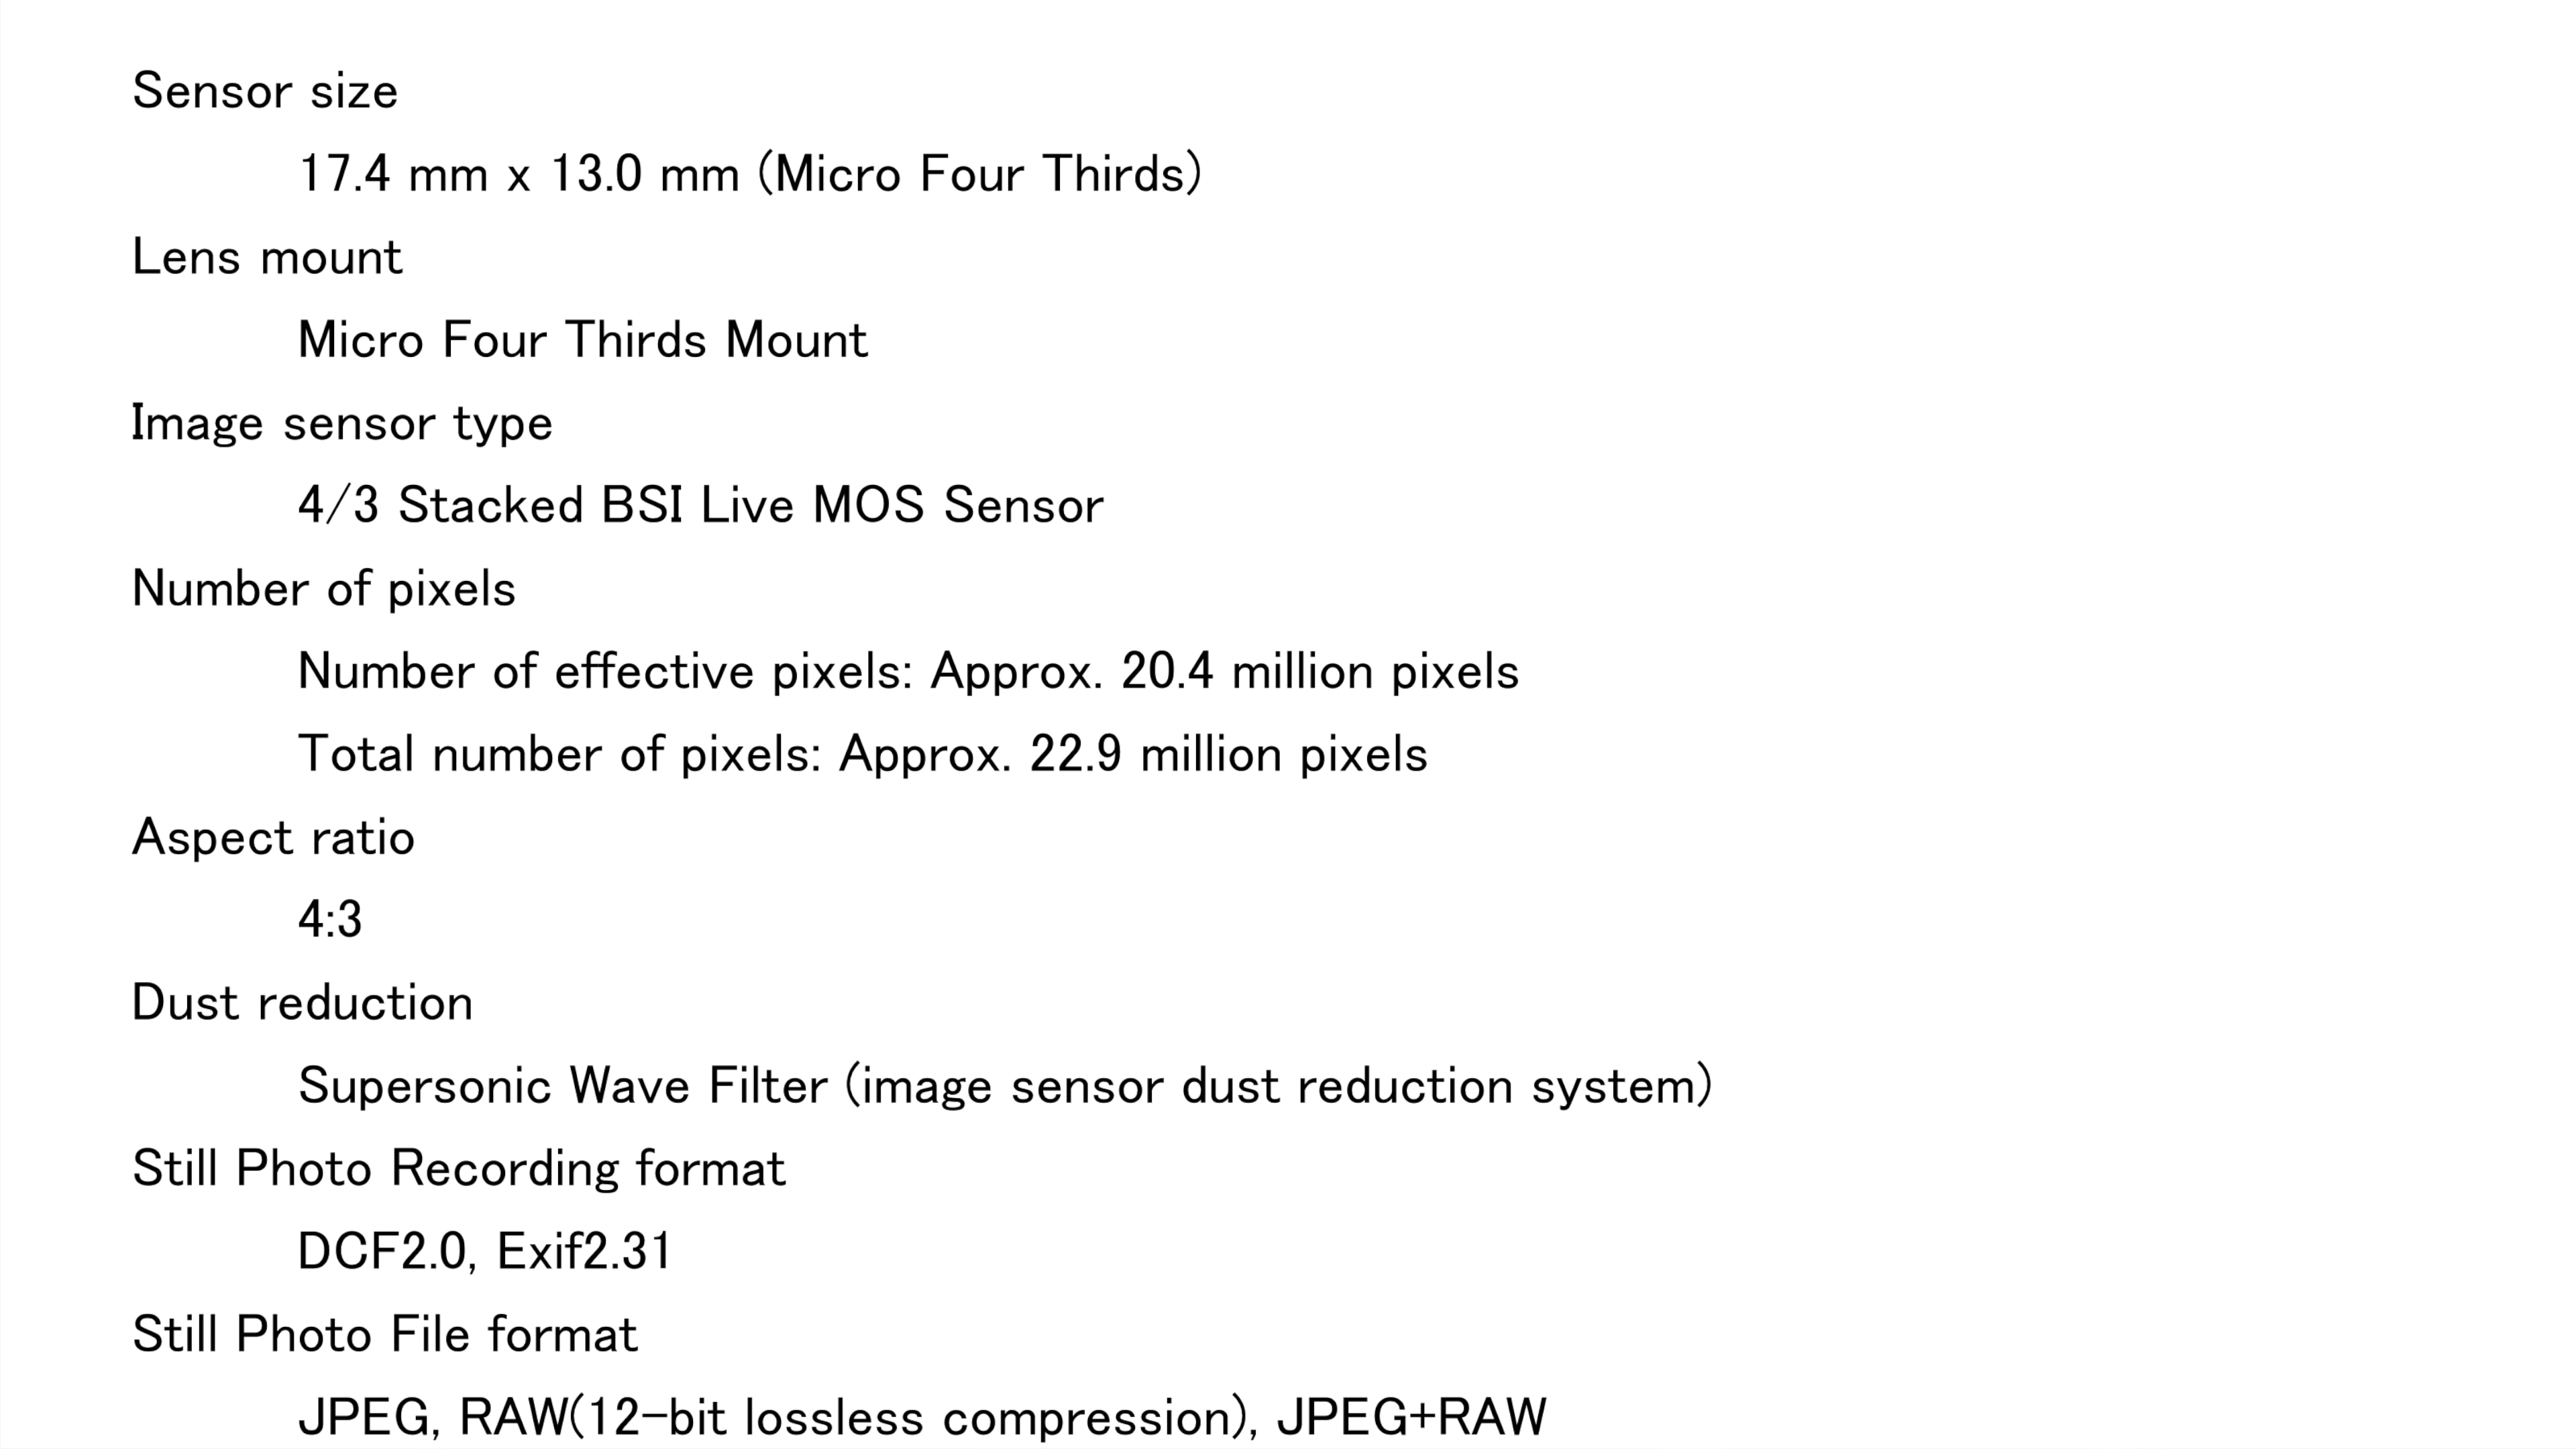 Sensor size
17.4 mm x 13.0 mm (Micro Four Thirds)
Lens mount
Micro Four Thirds Mount
Image sensor type
4/3 Stacked BSI Live MOS Sensor
Number of pixels
Number of effective pixels: Approx. 20.4 million pixels
Total number of pixels: Approx. 22.9 million pixels
Aspect ratio
4:3
Dust reduction
Supersonic Wave Filter (image sensor dust reduction system)
Still Photo Recording format
DCF2.0, Exif2.31
Still Photo File format
JPEG, RAW(12-bit lossless compression), JPEG+RAW